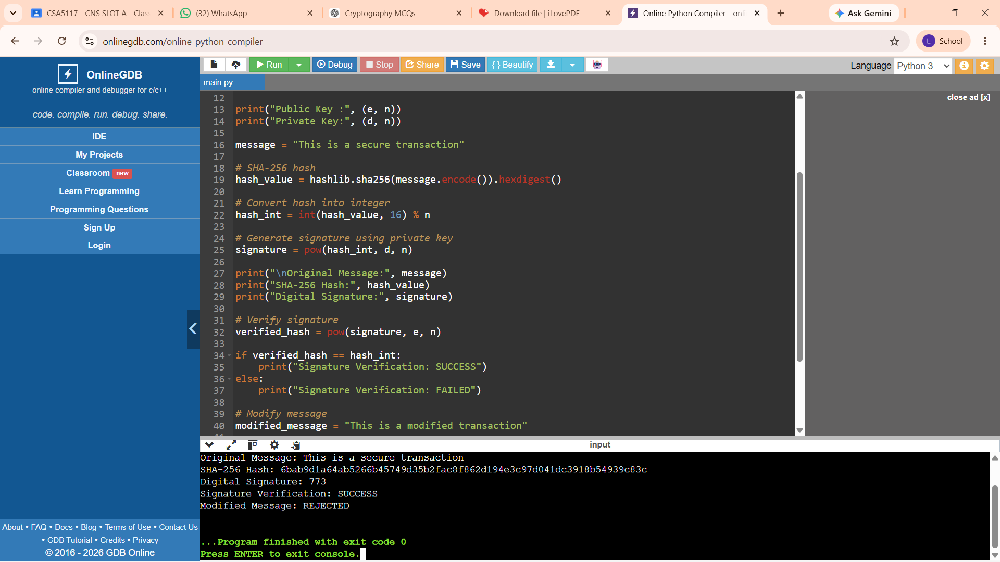 CSA5117 - CNS SLOT A - Clas
(32) WhatsApp
Cryptography MCQs
Download file | iLovePDF
Online Python Compiler - onli
Ask Gemini
onlinegdb.com/online_python_compiler
L School
OnlineGDB
online compiler and debugger for c/c++
code. compile. run. debug. share.
IDE
My Projects
Classroom new
Learn Programming
Programming Questions
Sign Up
Login
About • FAQ • Docs • Blog • Terms of Use • Contact Us
• GDB Tutorial • Credits • Privacy
© 2016 - 2026 GDB Online
Run Debug Stop Share Save { } Beautify
Language Python 3
main.py
close ad [x]
12
13 print("Public Key :", (e, n))
14 print("Private Key:", (d, n))
15
16 message = "This is a secure transaction"
17
18 # SHA-256 hash
19 hash_value = hashlib.sha256(message.encode()).hexdigest()
20
21 # Convert hash into integer
22 hash_int = int(hash_value, 16) % n
23
24 # Generate signature using private key
25 signature = pow(hash_int, d, n)
26
27 print("\nOriginal Message:", message)
28 print("SHA-256 Hash:", hash_value)
29 print("Digital Signature:", signature)
30
31 # Verify signature
32 verified_hash = pow(signature, e, n)
33
34 if verified_hash == hash_int:
35     print("Signature Verification: SUCCESS")
36 else:
37     print("Signature Verification: FAILED")
38
39 # Modify message
40 modified_message = "This is a modified transaction"
input
Original Message: This is a secure transaction
SHA-256 Hash: 6bab9d1a64ab5266b45749d35b2fac8f862d194e3c97d041dc3918b54939c83c
Digital Signature: 773
Signature Verification: SUCCESS
Modified Message: REJECTED
...Program finished with exit code 0
Press ENTER to exit console.